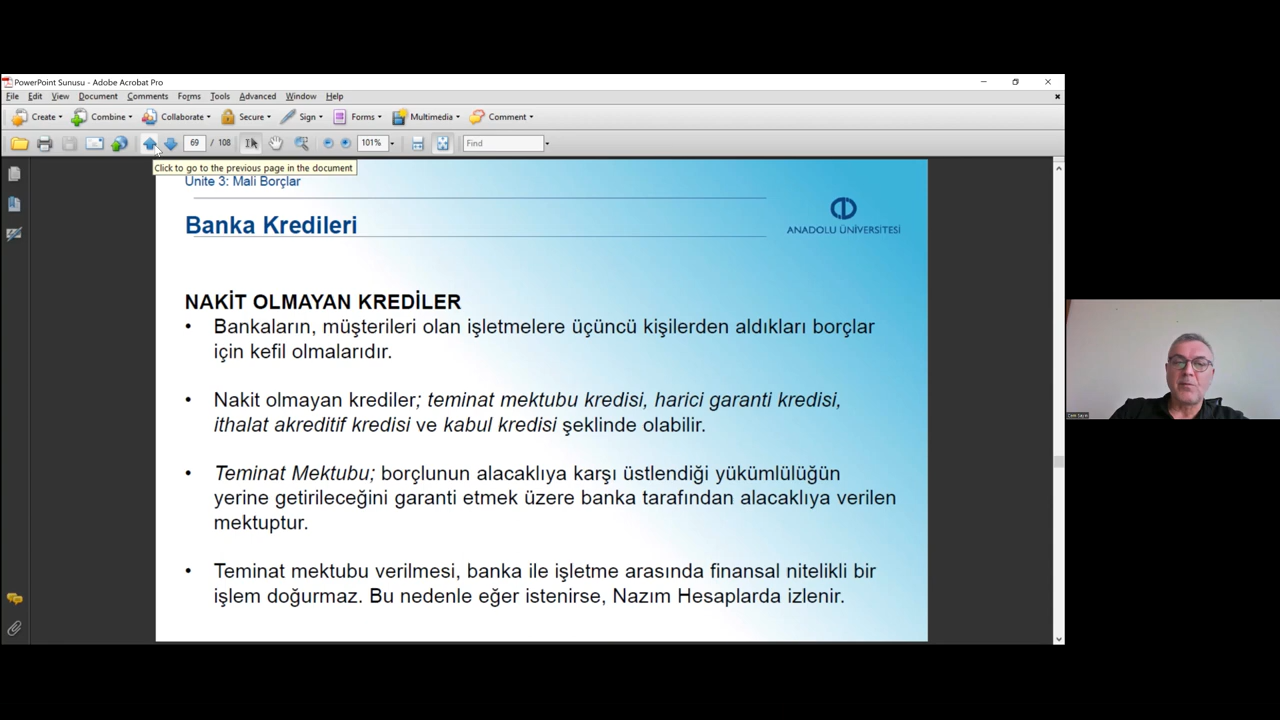 PowerPoint Sunusu - Adobe Acrobat Pro
File Edit View Document Comments Forms Tools Advanced Window Help
Create Combine Collaborate Secure Sign Forms Multimedia Comment
69 / 108 101% Find
Click to go to the previous page in the document
Unite 3: Mali Borçlar
Banka Kredileri
ANADOLU ÜNİVERSİTESİ
NAKİT OLMAYAN KREDİLER
• Bankaların, müşterileri olan işletmelere üçüncü kişilerden aldıkları borçlar
için kefil olmalarıdır.
• Nakit olmayan krediler; teminat mektubu kredisi, harici garanti kredisi,
ithalat akreditif kredisi ve kabul kredisi şeklinde olabilir.
• Teminat Mektubu; borçlunun alacaklıya karşı üstlendiği yükümlülüğün
yerine getirileceğini garanti etmek üzere banka tarafından alacaklıya verilen
mektuptur.
• Teminat mektubu verilmesi, banka ile işletme arasında finansal nitelikli bir
işlem doğurmaz. Bu nedenle eğer istenirse, Nazım Hesaplarda izlenir.